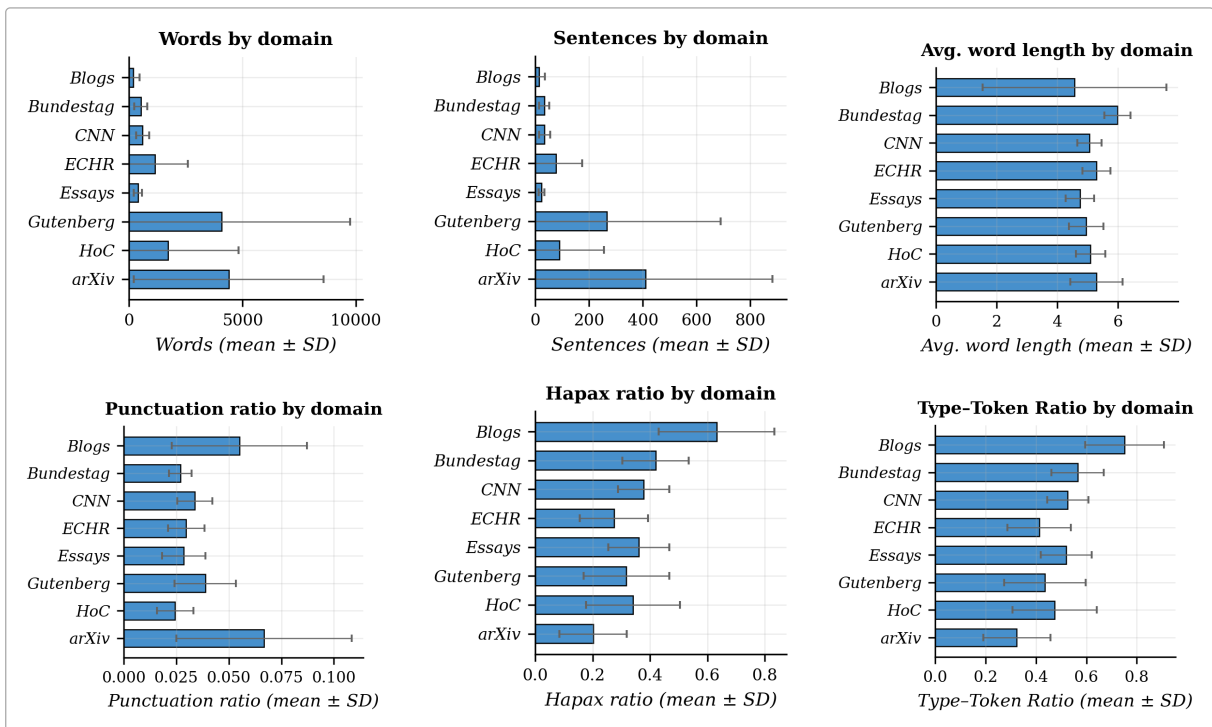 Words by domain
Blogs
Bundestag
CNN
ECHR
Essays
Gutenberg
HoC
arXiv
0 5000 10000
Words (mean ± SD)
Sentences by domain
Blogs
Bundestag
CNN
ECHR
Essays
Gutenberg
HoC
arXiv
0 200 400 600 800
Sentences (mean ± SD)
Avg. word length by domain
Blogs
Bundestag
CNN
ECHR
Essays
Gutenberg
HoC
arXiv
0 2 4 6
Avg. word length (mean ± SD)
Punctuation ratio by domain
Blogs
Bundestag
CNN
ECHR
Essays
Gutenberg
HoC
arXiv
0.000 0.025 0.050 0.075 0.100
Punctuation ratio (mean ± SD)
Hapax ratio by domain
Blogs
Bundestag
CNN
ECHR
Essays
Gutenberg
HoC
arXiv
0.0 0.2 0.4 0.6 0.8
Hapax ratio (mean ± SD)
Type–Token Ratio by domain
Blogs
Bundestag
CNN
ECHR
Essays
Gutenberg
HoC
arXiv
0.0 0.2 0.4 0.6 0.8
Type–Token Ratio (mean ± SD)